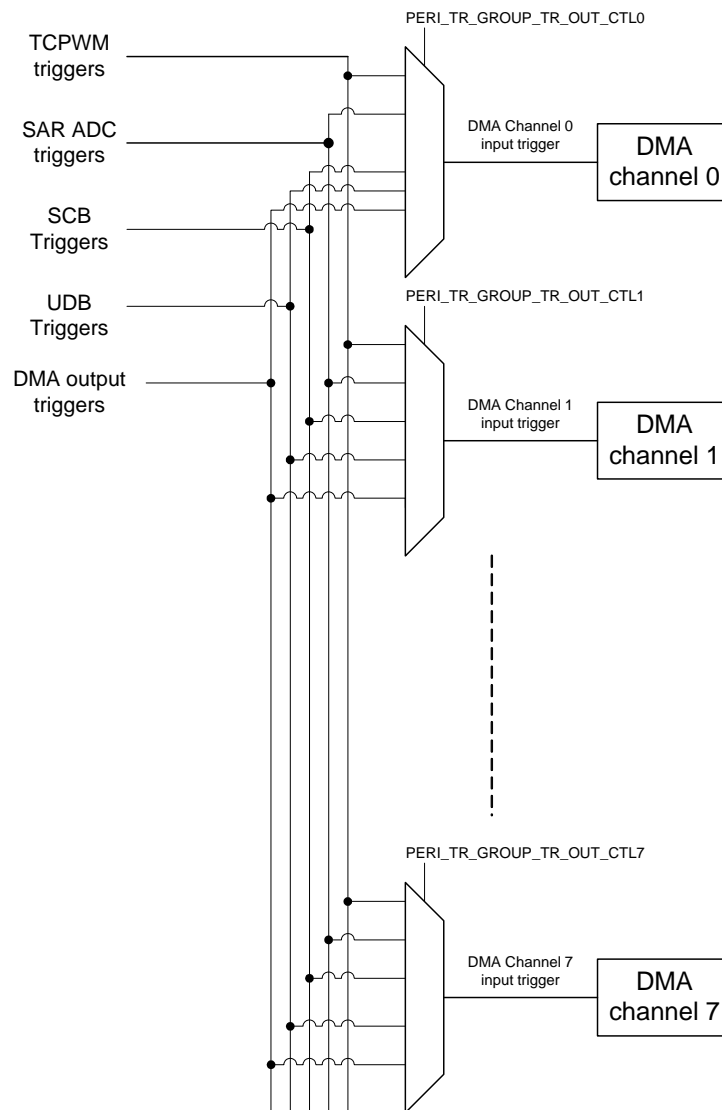 PERI_TR_GROUP_TR_OUT_CTL0
TCPWM
triggers
SAR ADC
triggers
DMA Channel 0
input trigger
DMA
channel 0
SCB
Triggers
UDB
Triggers
PERI_TR_GROUP_TR_OUT_CTL1
DMA output
triggers
DMA Channel 1
input trigger
DMA
channel 1
PERI_TR_GROUP_TR_OUT_CTL7
DMA Channel 7
input trigger
DMA
channel 7